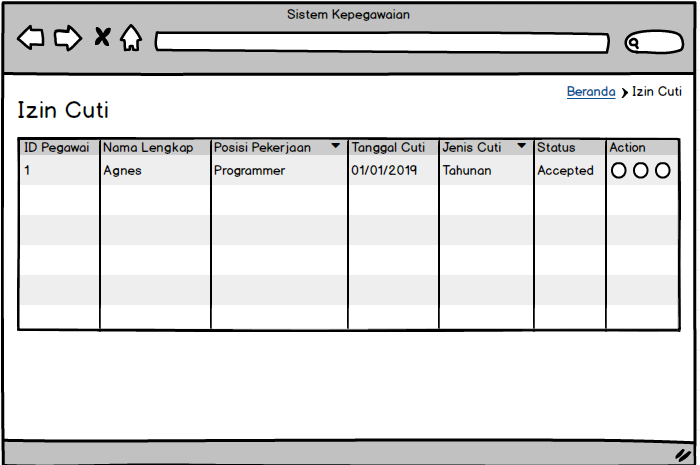 Sistem Kepegawaian
Beranda > Izin Cuti
Izin Cuti
ID Pegawai Nama Lengkap Posisi Pekerjaan Tanggal Cuti Jenis Cuti Status Action
1 Agnes Programmer 01/01/2019 Tahunan Accepted